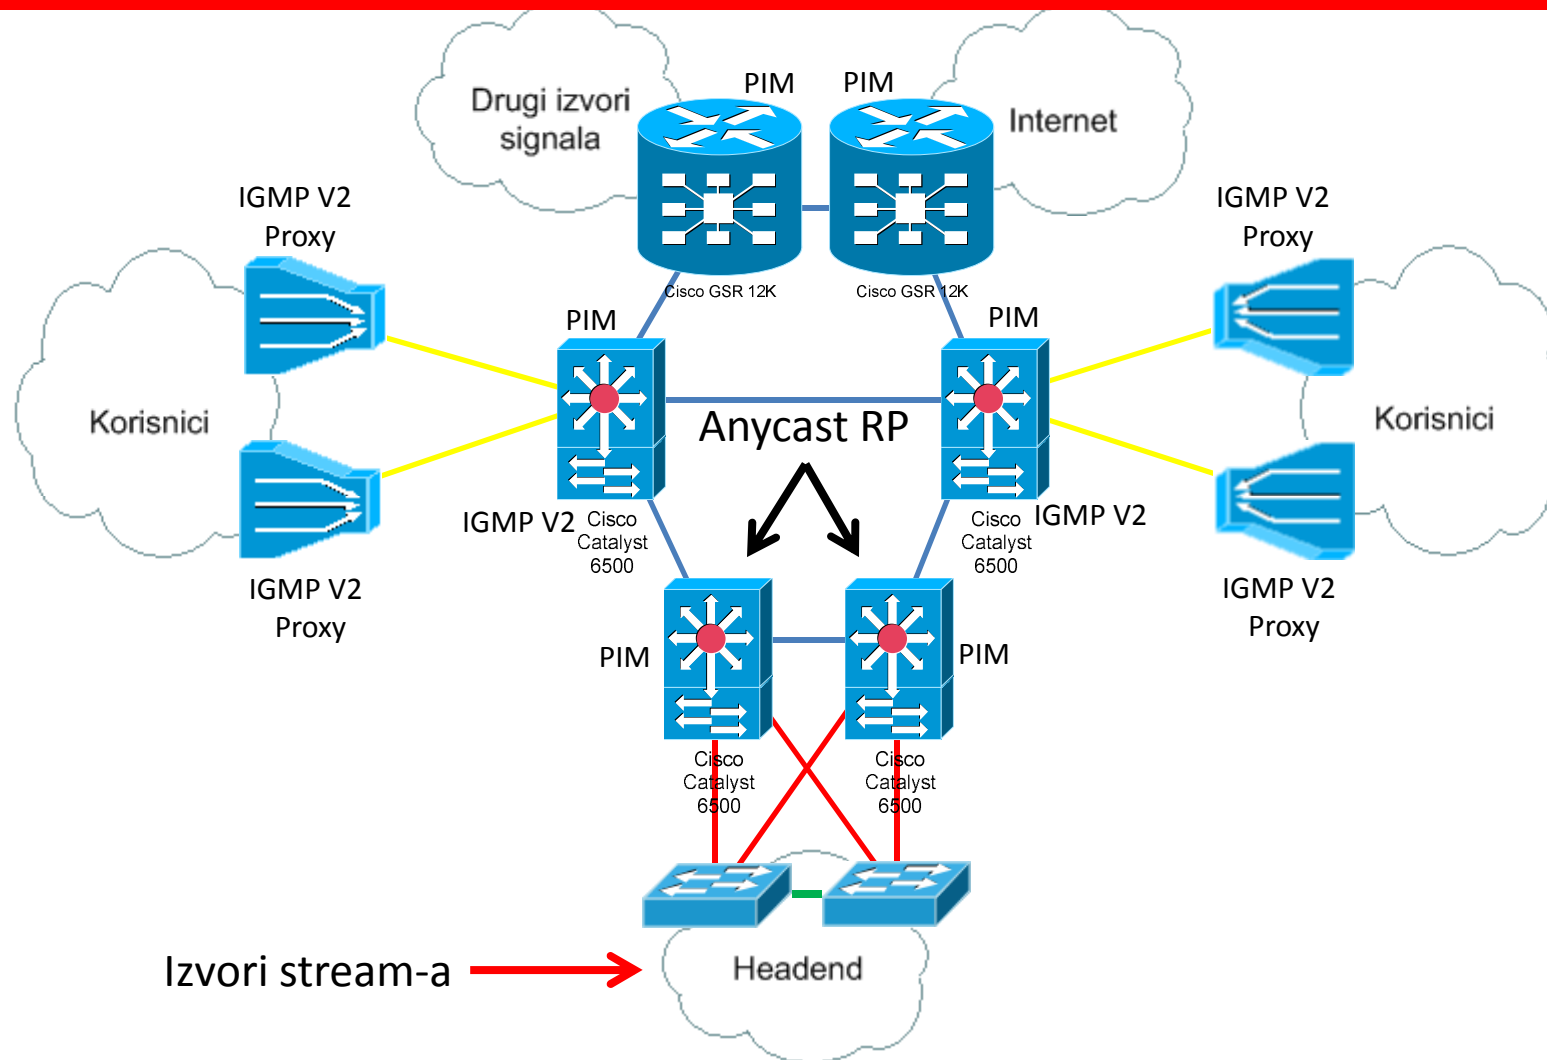 PIM
PIM
Drugi izvori
signala
Internet
IGMP V2
Proxy
IGMP V2
Proxy
Cisco GSR 12K
Cisco GSR 12K
PIM
PIM
Korisnici
Anycast RP
Korisnici
IGMP V2
Cisco
Catalyst
6500
Cisco
Catalyst
6500
IGMP V2
IGMP V2
Proxy
IGMP V2
Proxy
PIM
PIM
Cisco
Catalyst
6500
Cisco
Catalyst
6500
Izvori stream-a
Headend